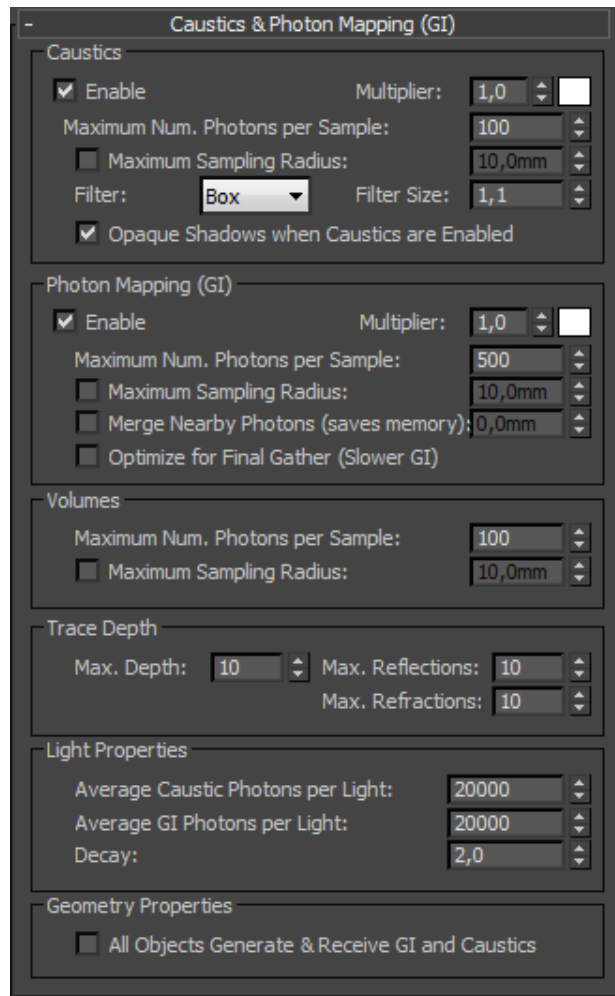 - Caustics & Photon Mapping (GI)
Caustics
Enable Multiplier: 1,0
Maximum Num. Photons per Sample: 100
Maximum Sampling Radius: 10,0mm
Filter: Box Filter Size: 1,1
Opaque Shadows when Caustics are Enabled
Photon Mapping (GI)
Enable Multiplier: 1,0
Maximum Num. Photons per Sample: 500
Maximum Sampling Radius: 10,0mm
Merge Nearby Photons (saves memory): 0,0mm
Optimize for Final Gather (Slower GI)
Volumes
Maximum Num. Photons per Sample: 100
Maximum Sampling Radius: 10,0mm
Trace Depth
Max. Depth: 10 Max. Reflections: 10
Max. Refractions: 10
Light Properties
Average Caustic Photons per Light: 20000
Average GI Photons per Light: 20000
Decay: 2,0
Geometry Properties
All Objects Generate & Receive GI and Caustics